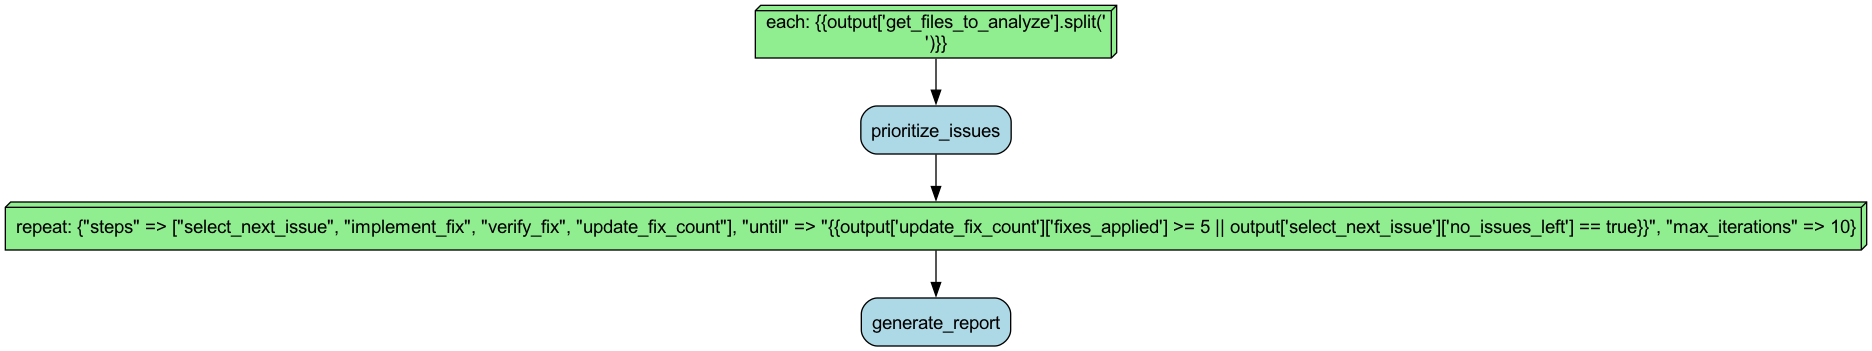 each: {{output['get_files_to_analyze'].split('
')}}
prioritize_issues
repeat: {"steps" => ["select_next_issue", "implement_fix", "verify_fix", "update_fix_count"], "until" => "{{output['update_fix_count']['fixes_applied'] >= 5 || output['select_next_issue']['no_issues_left'] == true}}", "max_iterations" => 10}
generate_report